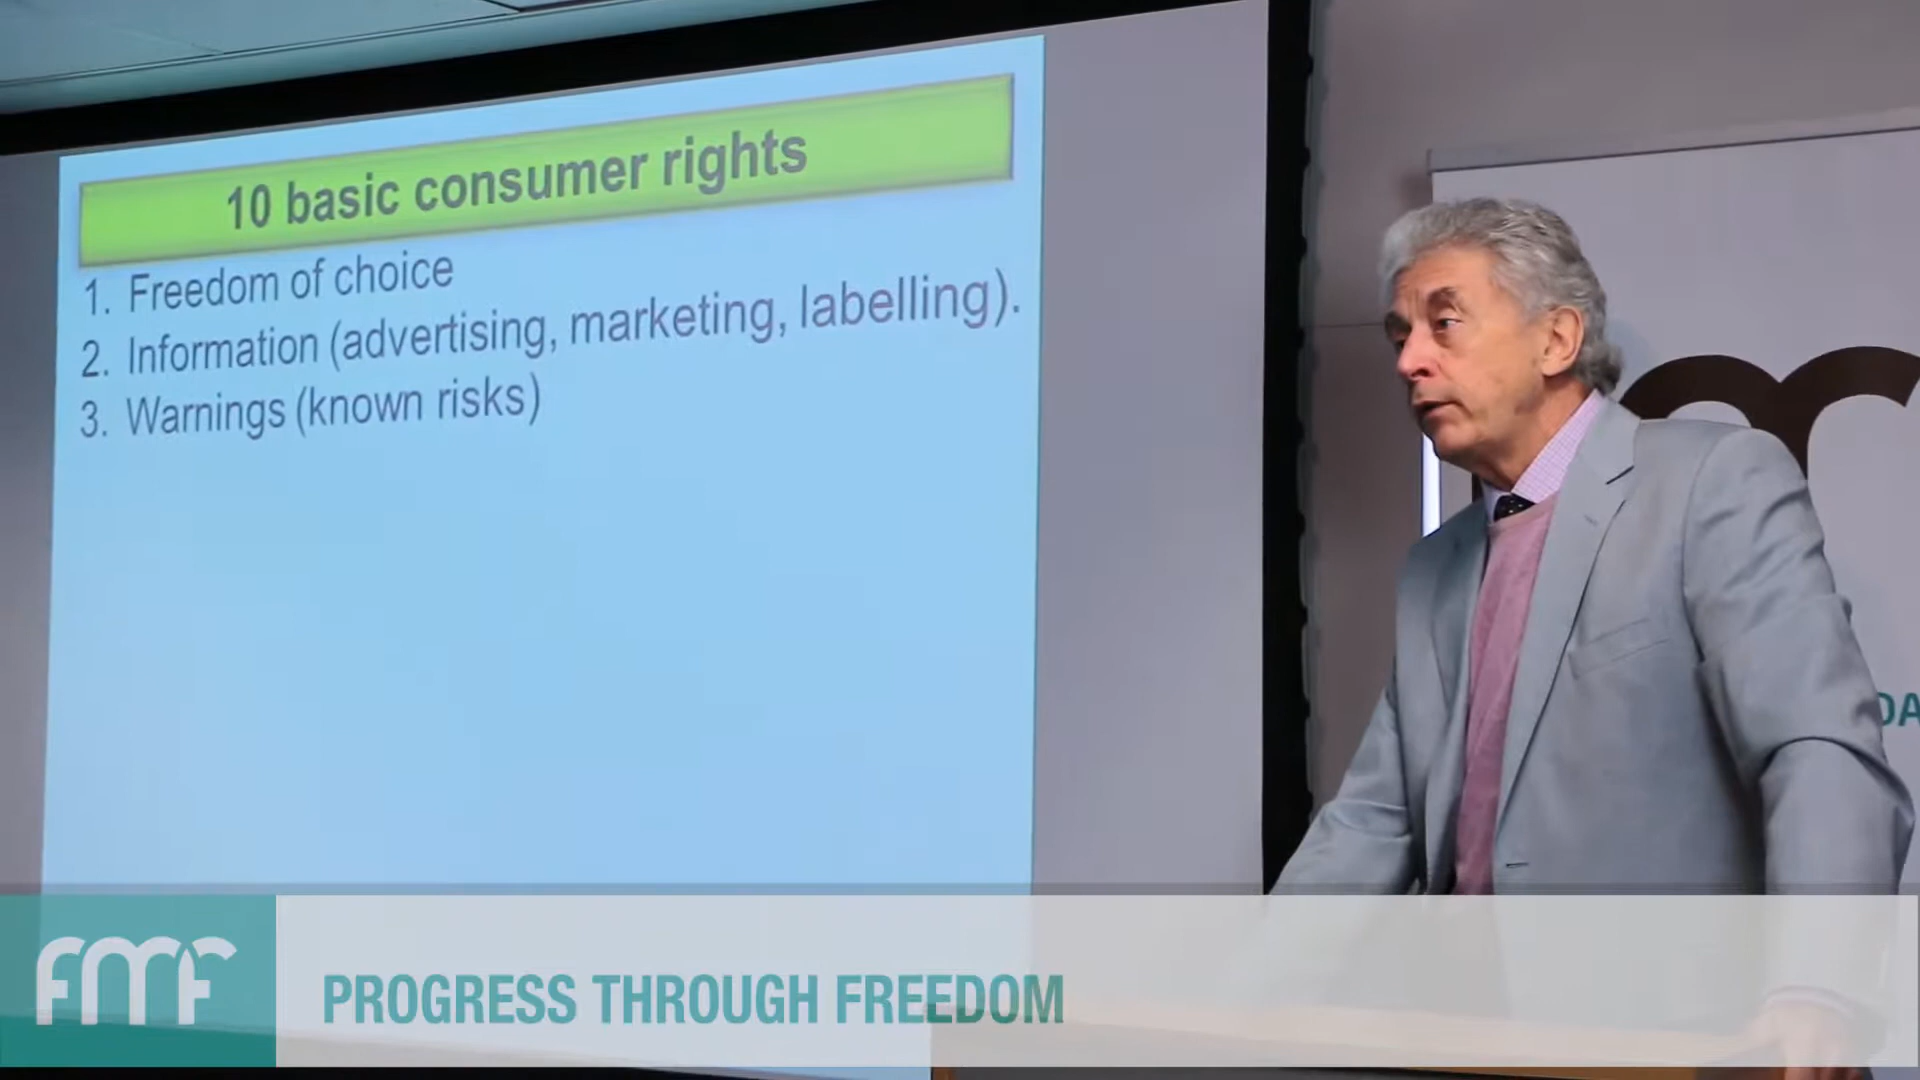 10 basic consumer rights
1. Freedom of choice
2. Information (advertising, marketing, labelling).
3. Warnings (known risks)
DA
FMF
PROGRESS THROUGH FREEDOM